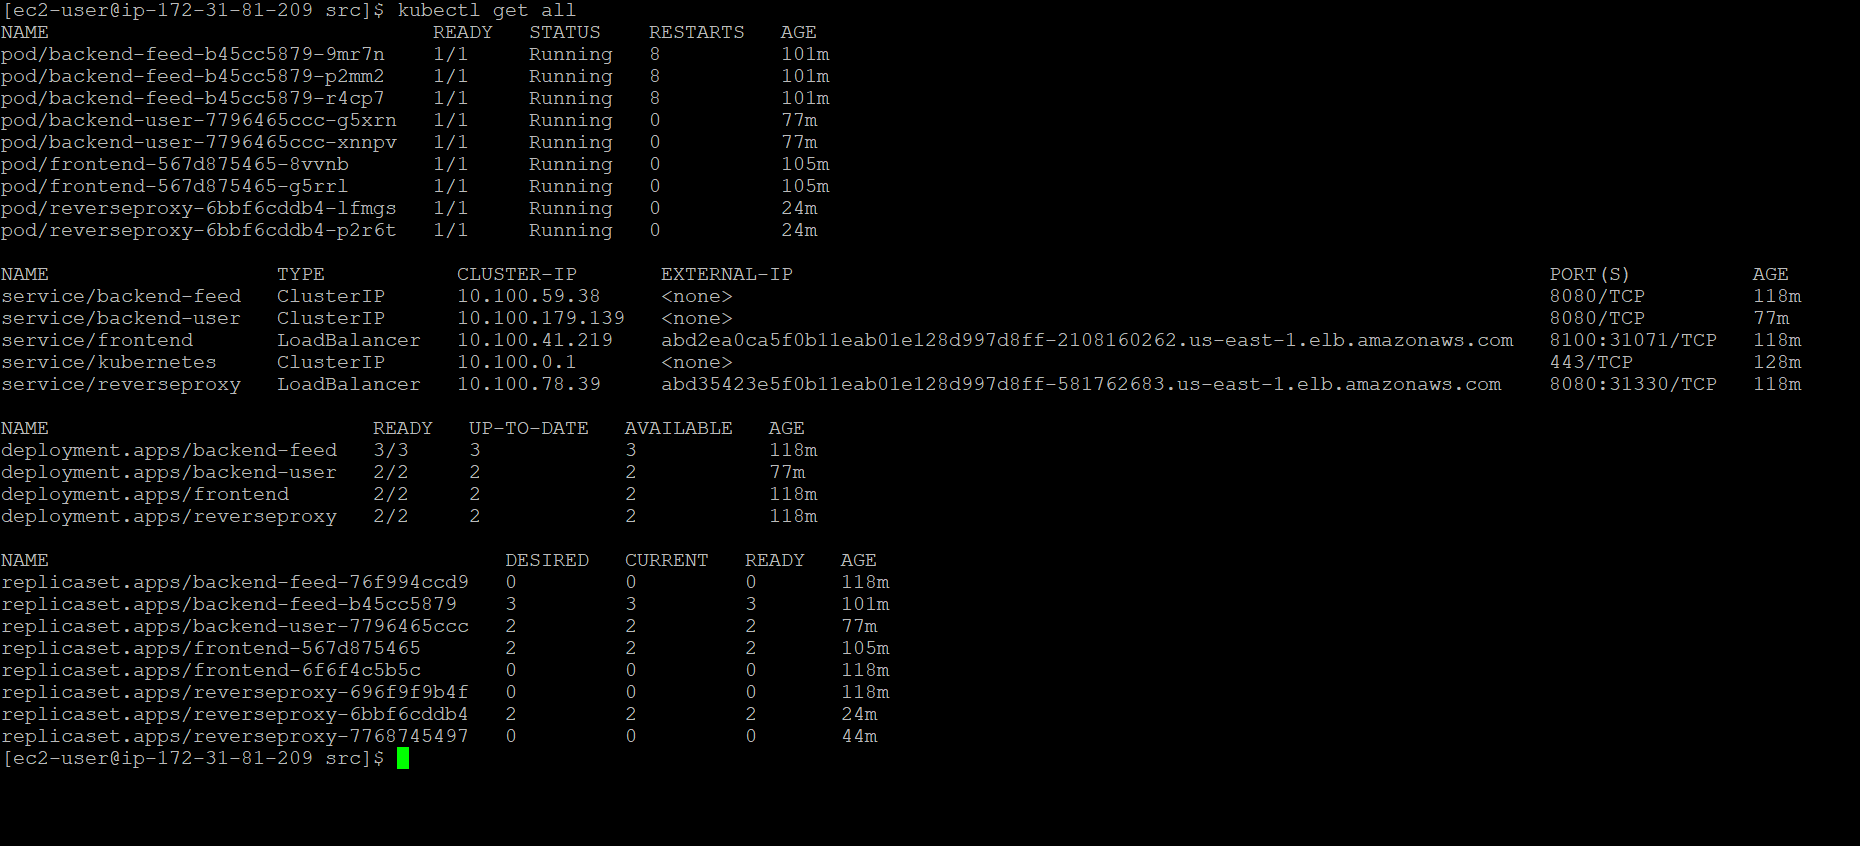 [ec2-user@ip-172-31-81-209 src]$ kubectl get all
NAME READY STATUS RESTARTS AGE
pod/backend-feed-b45cc5879-9mr7n 1/1 Running 8 101m
pod/backend-feed-b45cc5879-p2mm2 1/1 Running 8 101m
pod/backend-feed-b45cc5879-r4cp7 1/1 Running 8 101m
pod/backend-user-7796465ccc-g5xrn 1/1 Running 0 77m
pod/backend-user-7796465ccc-xnnpv 1/1 Running 0 77m
pod/frontend-567d875465-8vvnb 1/1 Running 0 105m
pod/frontend-567d875465-g5rrl 1/1 Running 0 105m
pod/reverseproxy-6bbf6cddb4-lfmgs 1/1 Running 0 24m
pod/reverseproxy-6bbf6cddb4-p2r6t 1/1 Running 0 24m
NAME TYPE CLUSTER-IP EXTERNAL-IP PORT(S) AGE
service/backend-feed ClusterIP 10.100.59.38 <none> 8080/TCP 118m
service/backend-user ClusterIP 10.100.179.139 <none> 8080/TCP 77m
service/frontend LoadBalancer 10.100.41.219 abd2ea0ca5f0b11eab01e128d997d8ff-2108160262.us-east-1.elb.amazonaws.com 8100:31071/TCP 118m
service/kubernetes ClusterIP 10.100.0.1 <none> 443/TCP 128m
service/reverseproxy LoadBalancer 10.100.78.39 abd35423e5f0b11eab01e128d997d8ff-581762683.us-east-1.elb.amazonaws.com 8080:31330/TCP 118m
NAME READY UP-TO-DATE AVAILABLE AGE
deployment.apps/backend-feed 3/3 3 3 118m
deployment.apps/backend-user 2/2 2 2 77m
deployment.apps/frontend 2/2 2 2 118m
deployment.apps/reverseproxy 2/2 2 2 118m
NAME DESIRED CURRENT READY AGE
replicaset.apps/backend-feed-76f994ccd9 0 0 0 118m
replicaset.apps/backend-feed-b45cc5879 3 3 3 101m
replicaset.apps/backend-user-7796465ccc 2 2 2 77m
replicaset.apps/frontend-567d875465 2 2 2 105m
replicaset.apps/frontend-6f6f4c5b5c 0 0 0 118m
replicaset.apps/reverseproxy-696f9f9b4f 0 0 0 118m
replicaset.apps/reverseproxy-6bbf6cddb4 2 2 2 24m
replicaset.apps/reverseproxy-7768745497 0 0 0 44m
[ec2-user@ip-172-31-81-209 src]$